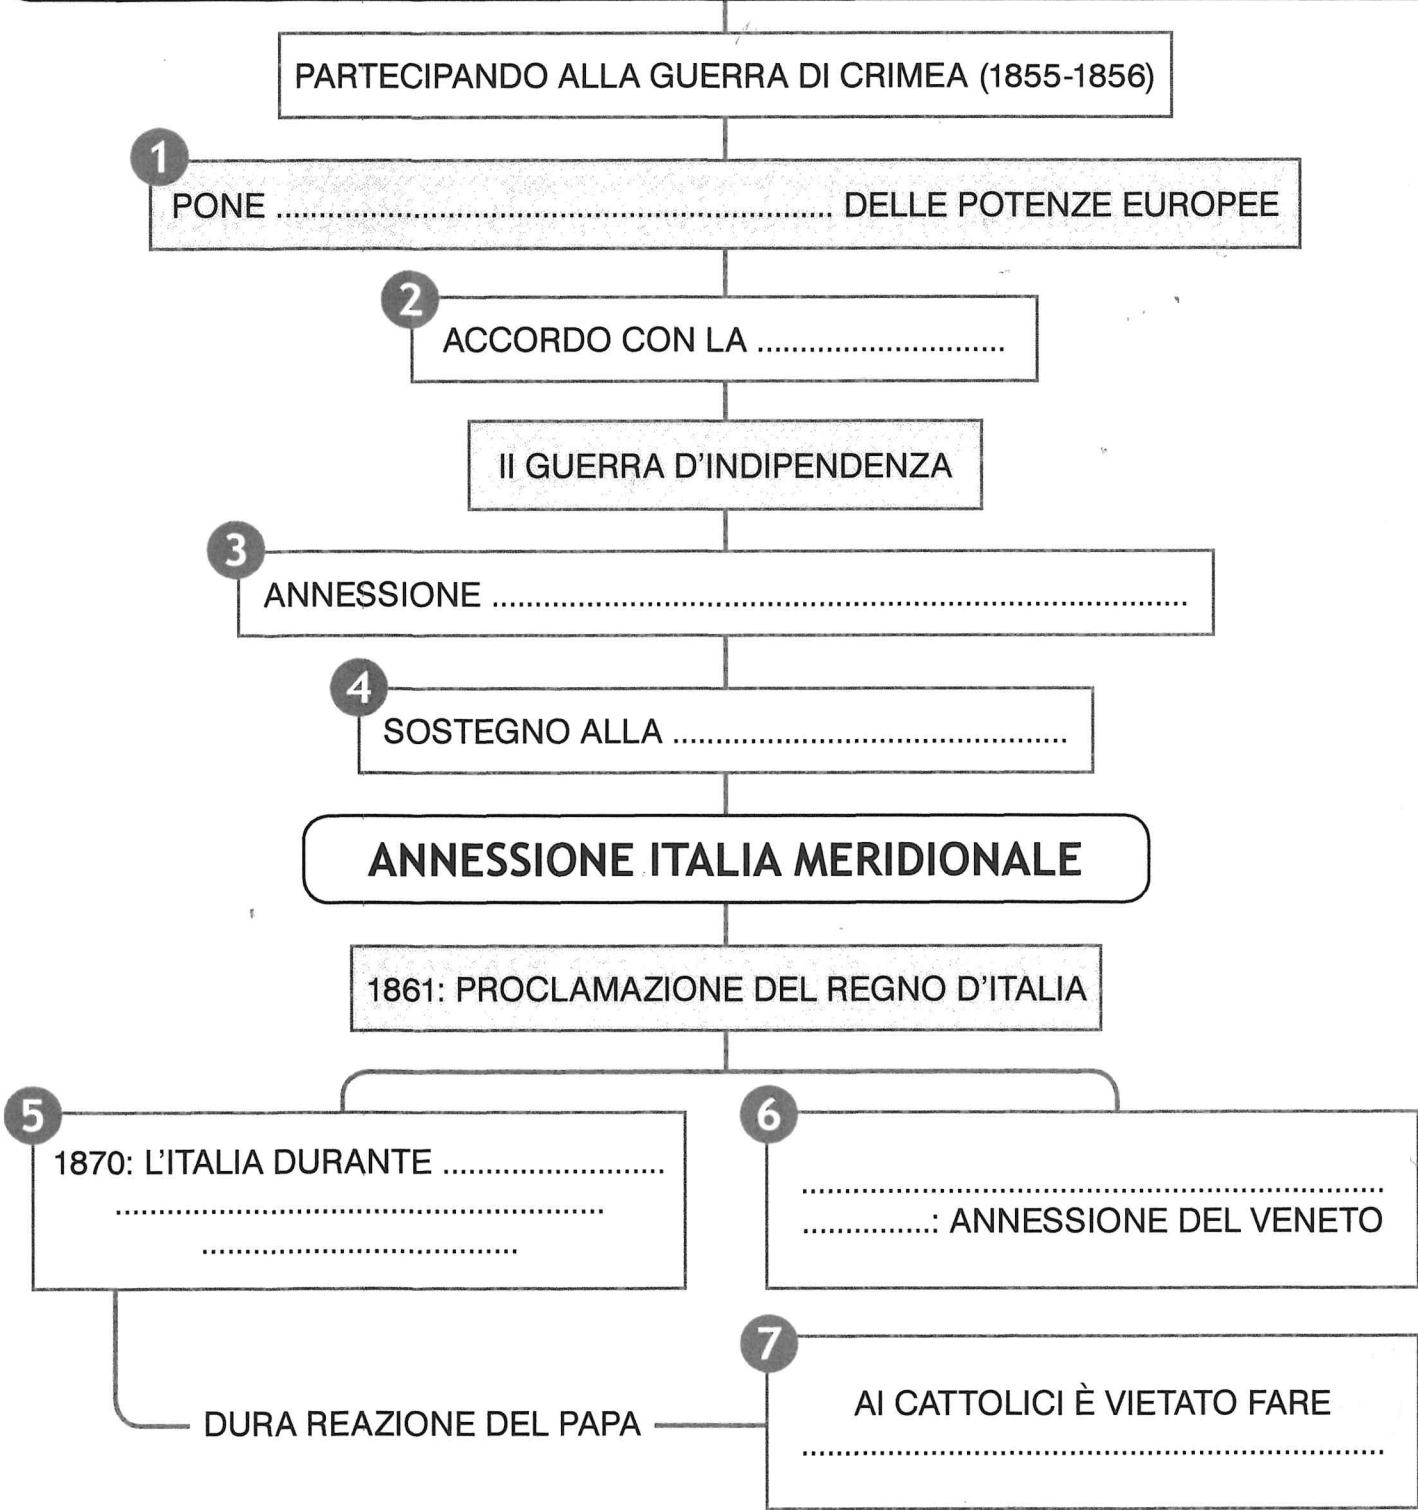 PARTECIPANDO ALLA GUERRA DI CRIMEA (1855-1856)
1
PONE ................................................................. DELLE POTENZE EUROPEE
2
ACCORDO CON LA .............................
II GUERRA D'INDIPENDENZA
3
ANNESSIONE .................................................................................
4
SOSTEGNO ALLA ..............................................
ANNESSIONE ITALIA MERIDIONALE
1861: PROCLAMAZIONE DEL REGNO D'ITALIA
5
1870: L'ITALIA DURANTE ..........................
.........................................................
.....................................
6
....................................................................
...............: ANNESSIONE DEL VENETO
DURA REAZIONE DEL PAPA
7
AI CATTOLICI È VIETATO FARE
....................................................................